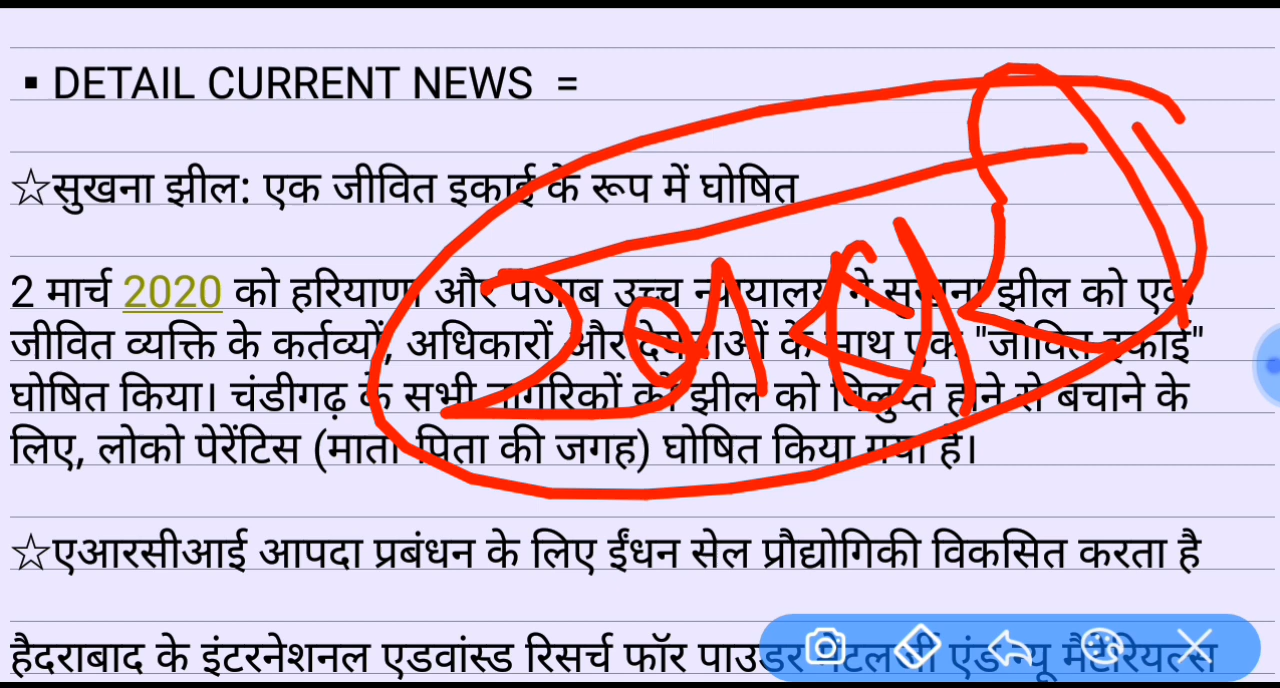 ▪ DETAIL CURRENT NEWS =
☆सुखना झील: एक जीवित इकाई के रूप में घोषित
2 मार्च 2020 को हरियाणा और पंजाब उच्च न्यायालय ने सुखना झील को एक
जीवित व्यक्ति के कर्तव्यों, अधिकारों और के साथ एक "जीवित इकाई"
घोषित किया। चंडीगढ़ के सभी नागरिकों को झील को विलुप्त होने से बचाने के
लिए, लोको पेरेंटिस (माता पिता की जगह) घोषित किया गया है।
☆एआरसीआई आपदा प्रबंधन के लिए ईंधन सेल प्रौद्योगिकी विकसित करता है
हैदराबाद के इंटरनेशनल एडवांस्ड रिसर्च फॉर पाउडर मेटलर्जी एंड न्यू मैटेरियल्स